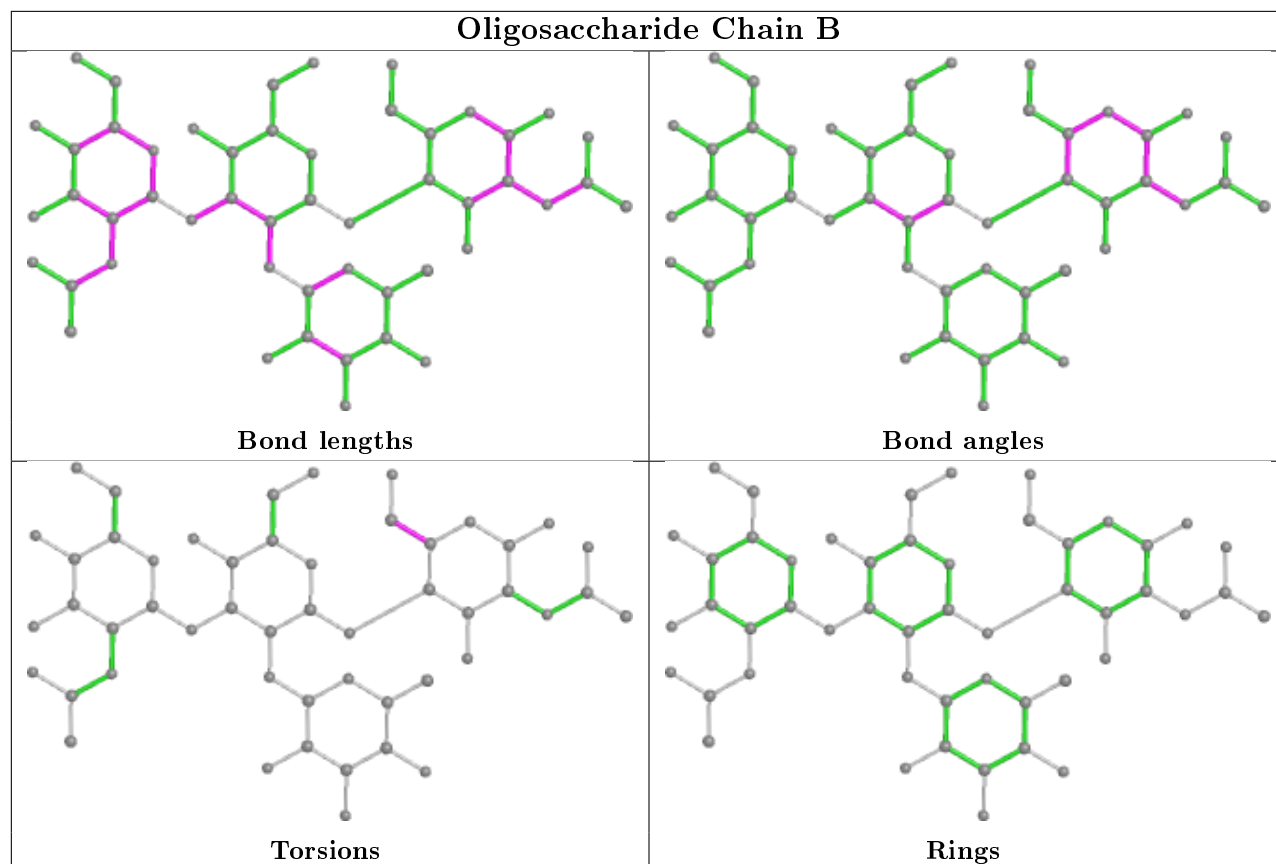 Oligosaccharide Chain B
Bond lengths
Bond angles
Torsions
Rings